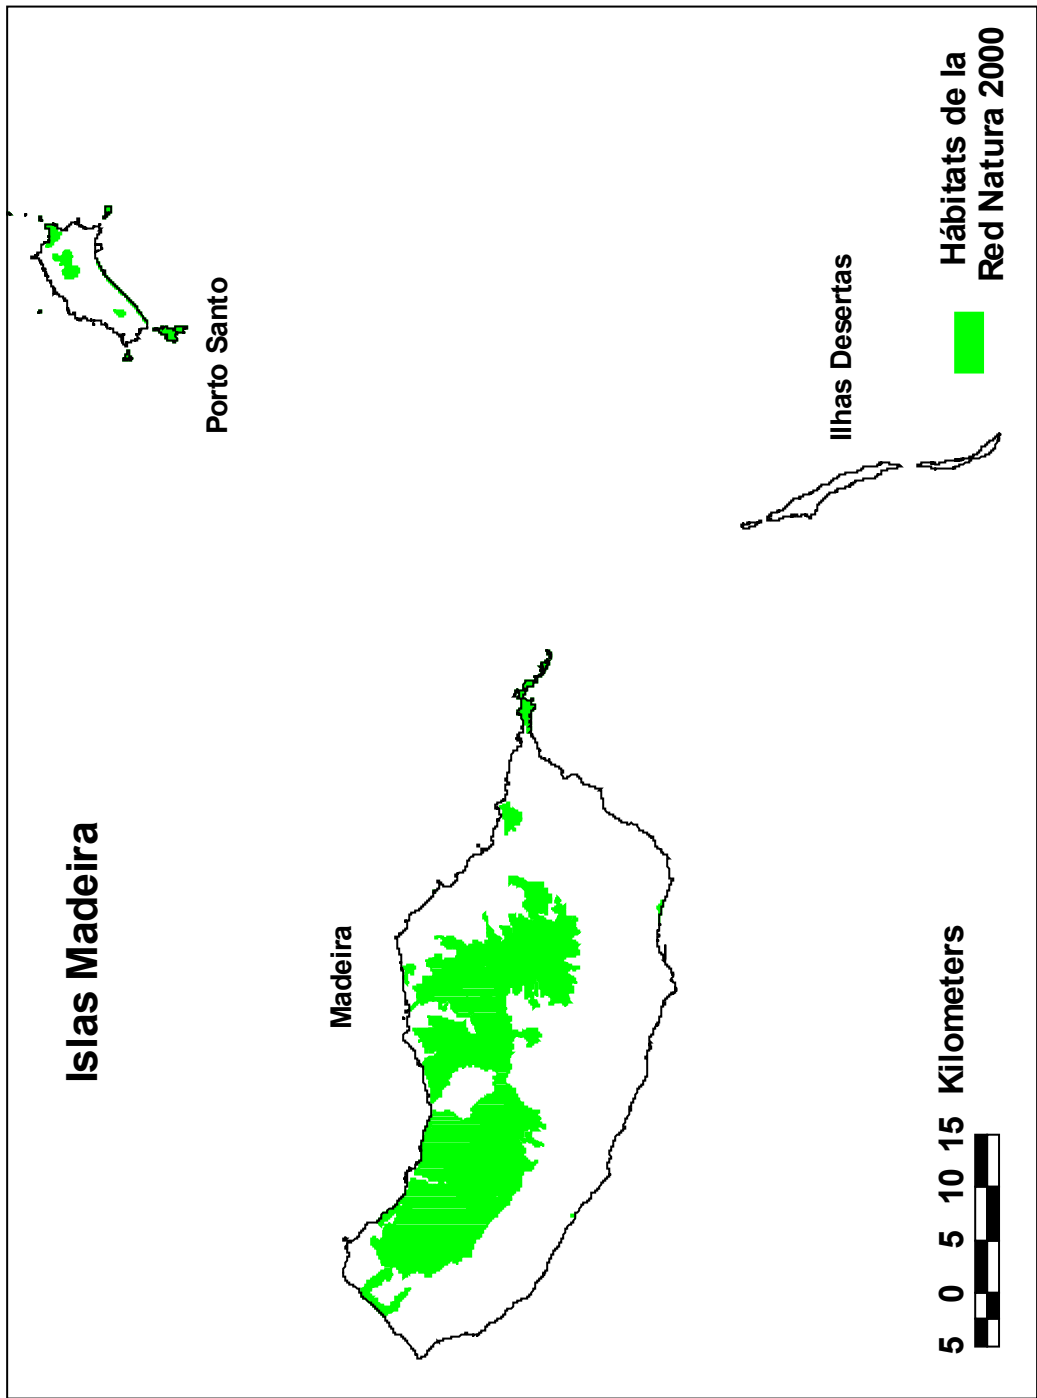 Islas Madeira
Porto Santo
Madeira
Ilhas Desertas
5 0 5 10 15 Kilometers
Hábitats de la
Red Natura 2000